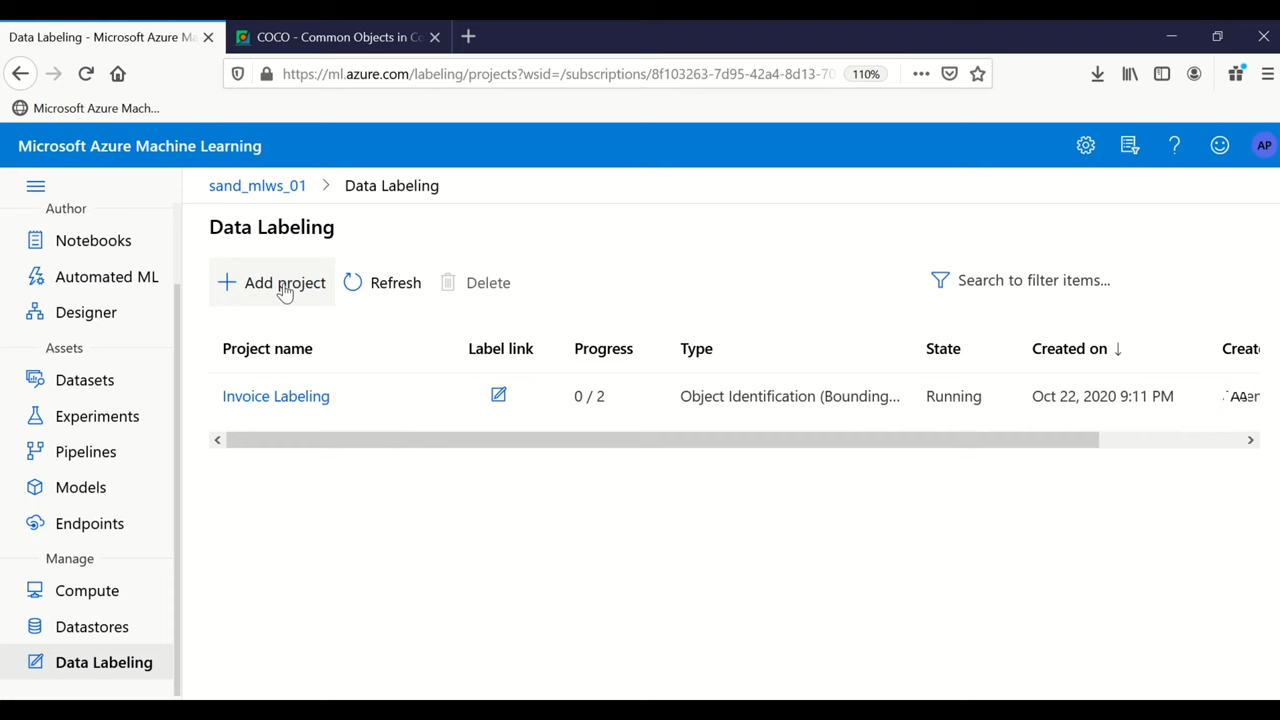 Data Labeling - Microsoft Azure Ma
COCO - Common Objects in Co
https://ml.azure.com/labeling/projects?wsid=/subscriptions/8f103263-7d95-42a4-8d13-70
110%
Microsoft Azure Mach...
Microsoft Azure Machine Learning
AP
sand_mlws_01 > Data Labeling
Author
Notebooks
Automated ML
Designer
Assets
Datasets
Experiments
Pipelines
Models
Endpoints
Manage
Compute
Datastores
Data Labeling
Data Labeling
Add project Refresh Delete
Search to filter items...
Project name Label link Progress Type State Created on ↓ Create
Invoice Labeling 0 / 2 Object Identification (Bounding... Running Oct 22, 2020 9:11 PM